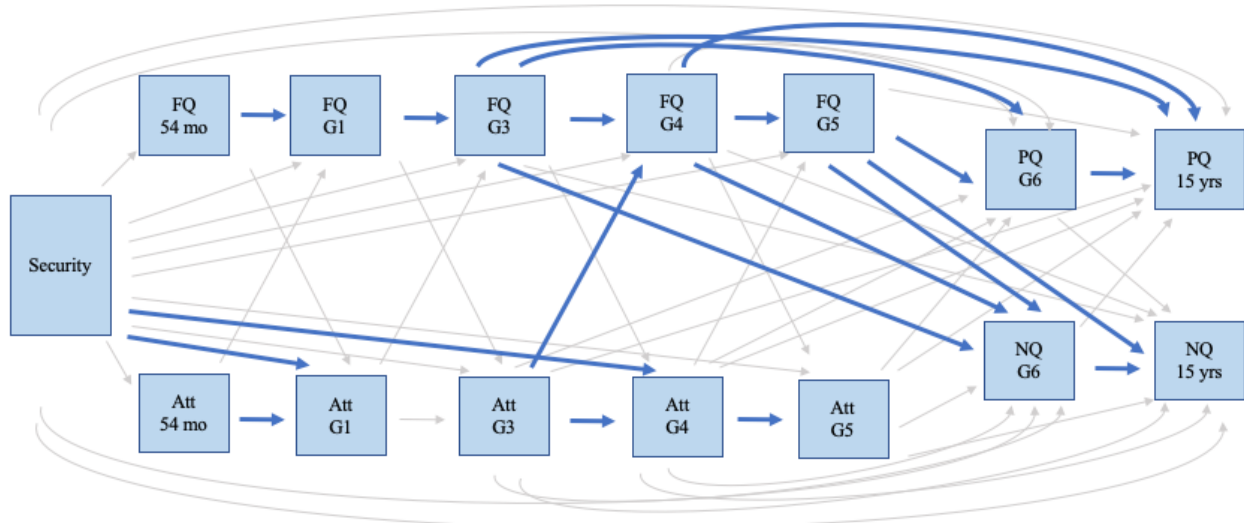 FQ
54 mo
FQ
G1
FQ
G3
FQ
G4
FQ
G5
PQ
G6
PQ
15 yrs
Security
Att
54 mo
Att
G1
Att
G3
Att
G4
Att
G5
NQ
G6
NQ
15 yrs